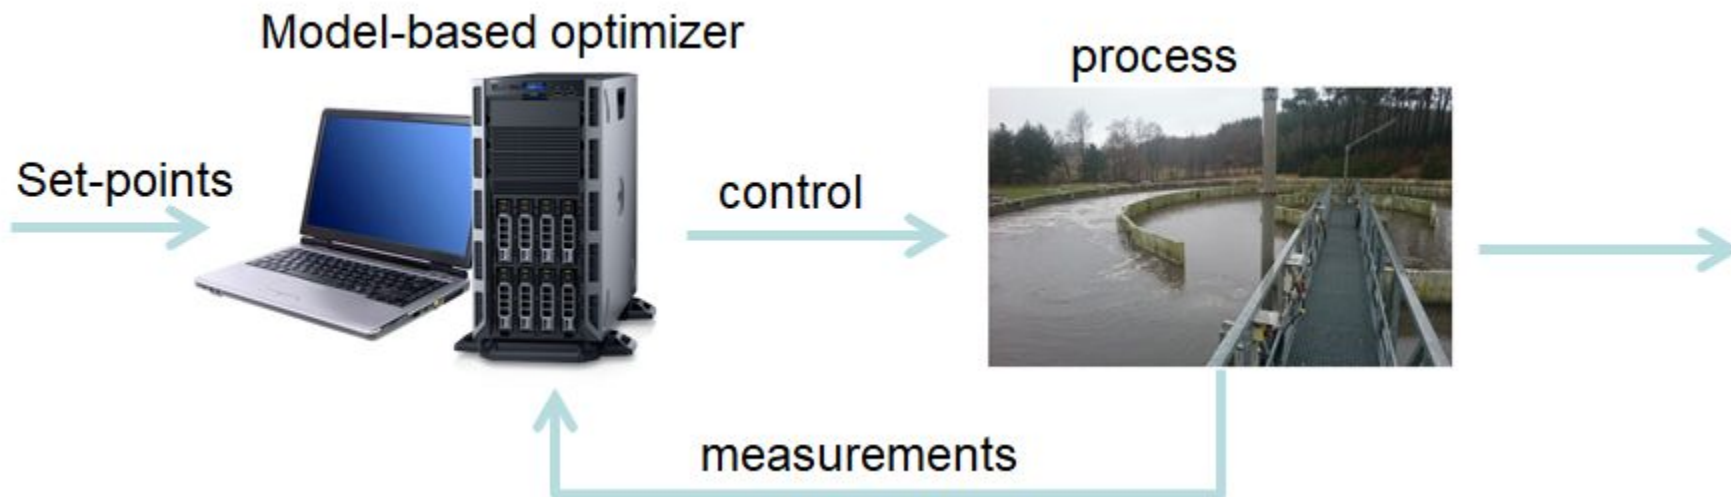 Model-based optimizer
process
Set-points
control
measurements